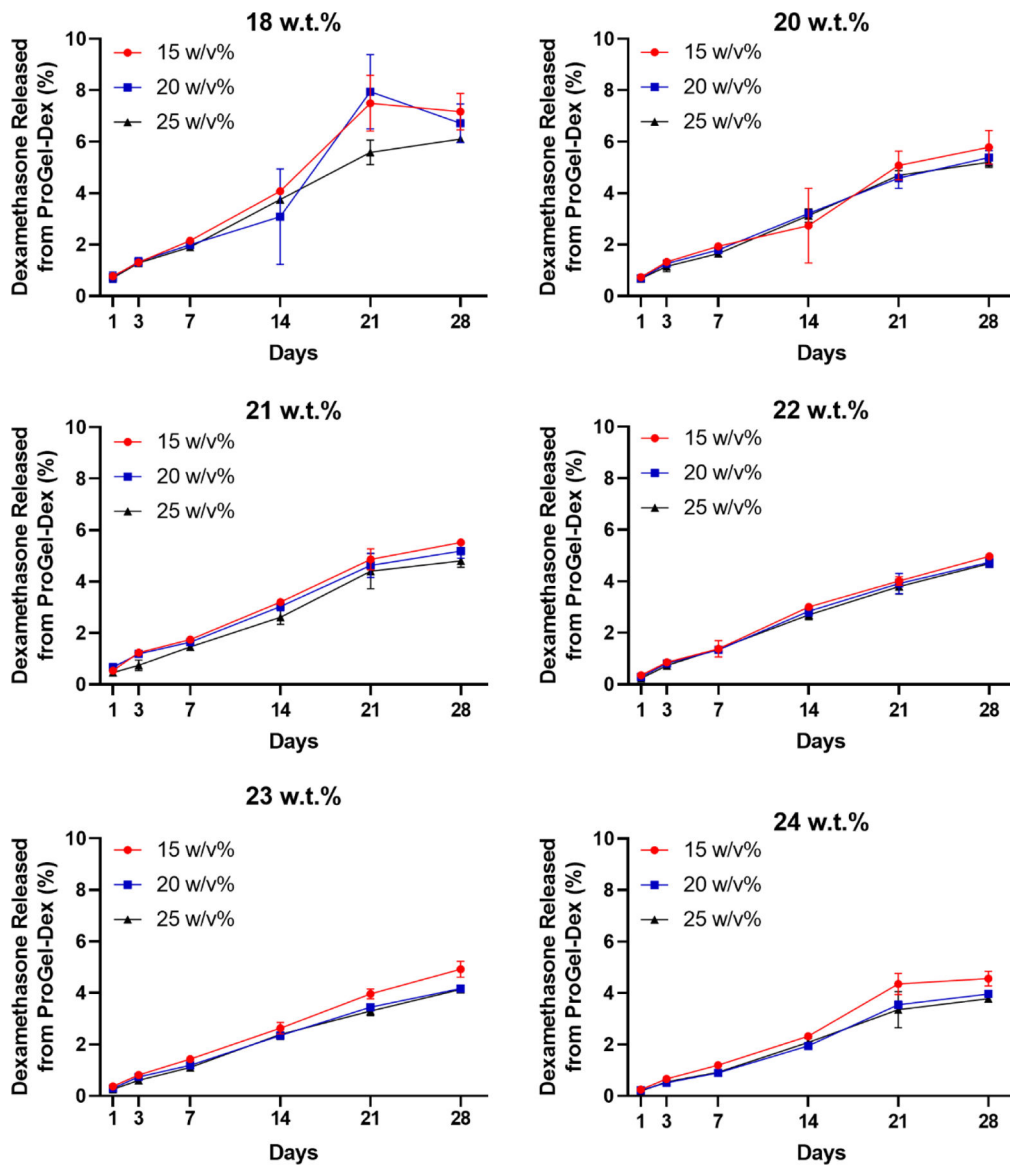 18 w.t.%
Dexamethasone Released
from ProGel-Dex (%)
10
8
6
4
2
0
15 w/v%
20 w/v%
25 w/v%
1 3 7 14 21 28
Days
20 w.t.%
Dexamethasone Released
from ProGel-Dex (%)
10
8
6
4
2
0
15 w/v%
20 w/v%
25 w/v%
1 3 7 14 21 28
Days
21 w.t.%
Dexamethasone Released
from ProGel-Dex (%)
10
8
6
4
2
0
15 w/v%
20 w/v%
25 w/v%
1 3 7 14 21 28
Days
22 w.t.%
Dexamethasone Released
from ProGel-Dex (%)
10
8
6
4
2
0
15 w/v%
20 w/v%
25 w/v%
1 3 7 14 21 28
Days
23 w.t.%
Dexamethasone Released
from ProGel-Dex (%)
10
8
6
4
2
0
15 w/v%
20 w/v%
25 w/v%
1 3 7 14 21 28
Days
24 w.t.%
Dexamethasone Released
from ProGel-Dex (%)
10
8
6
4
2
0
15 w/v%
20 w/v%
25 w/v%
1 3 7 14 21 28
Days